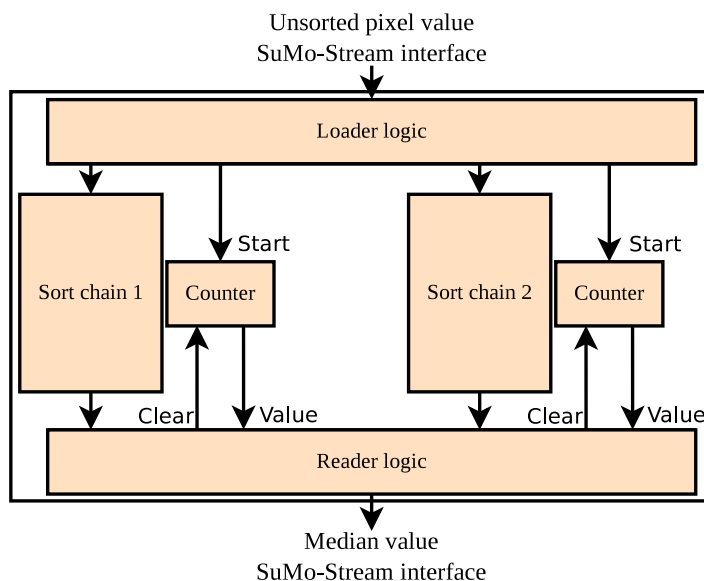 Unsorted pixel value
SuMo-Stream interface
Loader logic
Start
Start
Sort chain 1
Counter
Sort chain 2
Counter
Clear
Value
Clear
Value
Reader logic
Median value
SuMo-Stream interface